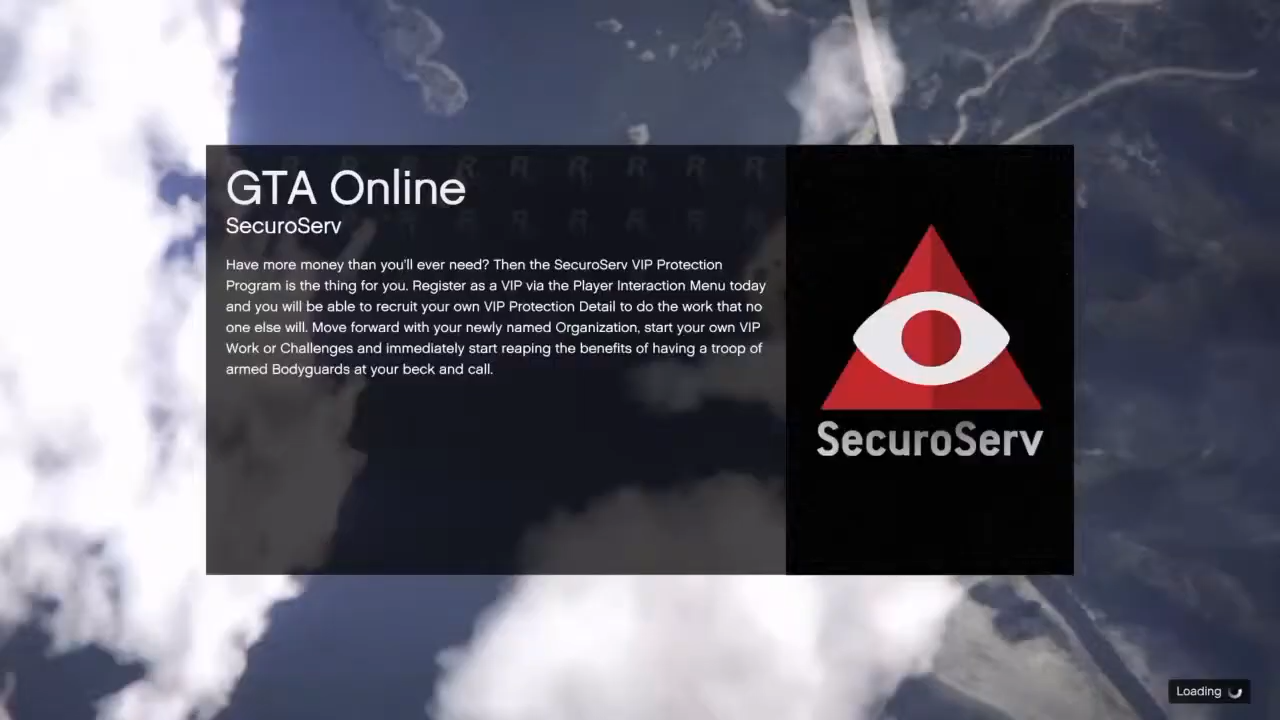 GTA Online
SecuroServ
Have more money than you'll ever need? Then the SecuroServ VIP Protection
Program is the thing for you. Register as a VIP via the Player Interaction Menu today
and you will be able to recruit your own VIP Protection Detail to do the work that no
one else will. Move forward with your newly named Organization, start your own VIP
Work or Challenges and immediately start reaping the benefits of having a troop of
armed Bodyguards at your beck and call.
SecuroServ
Loading